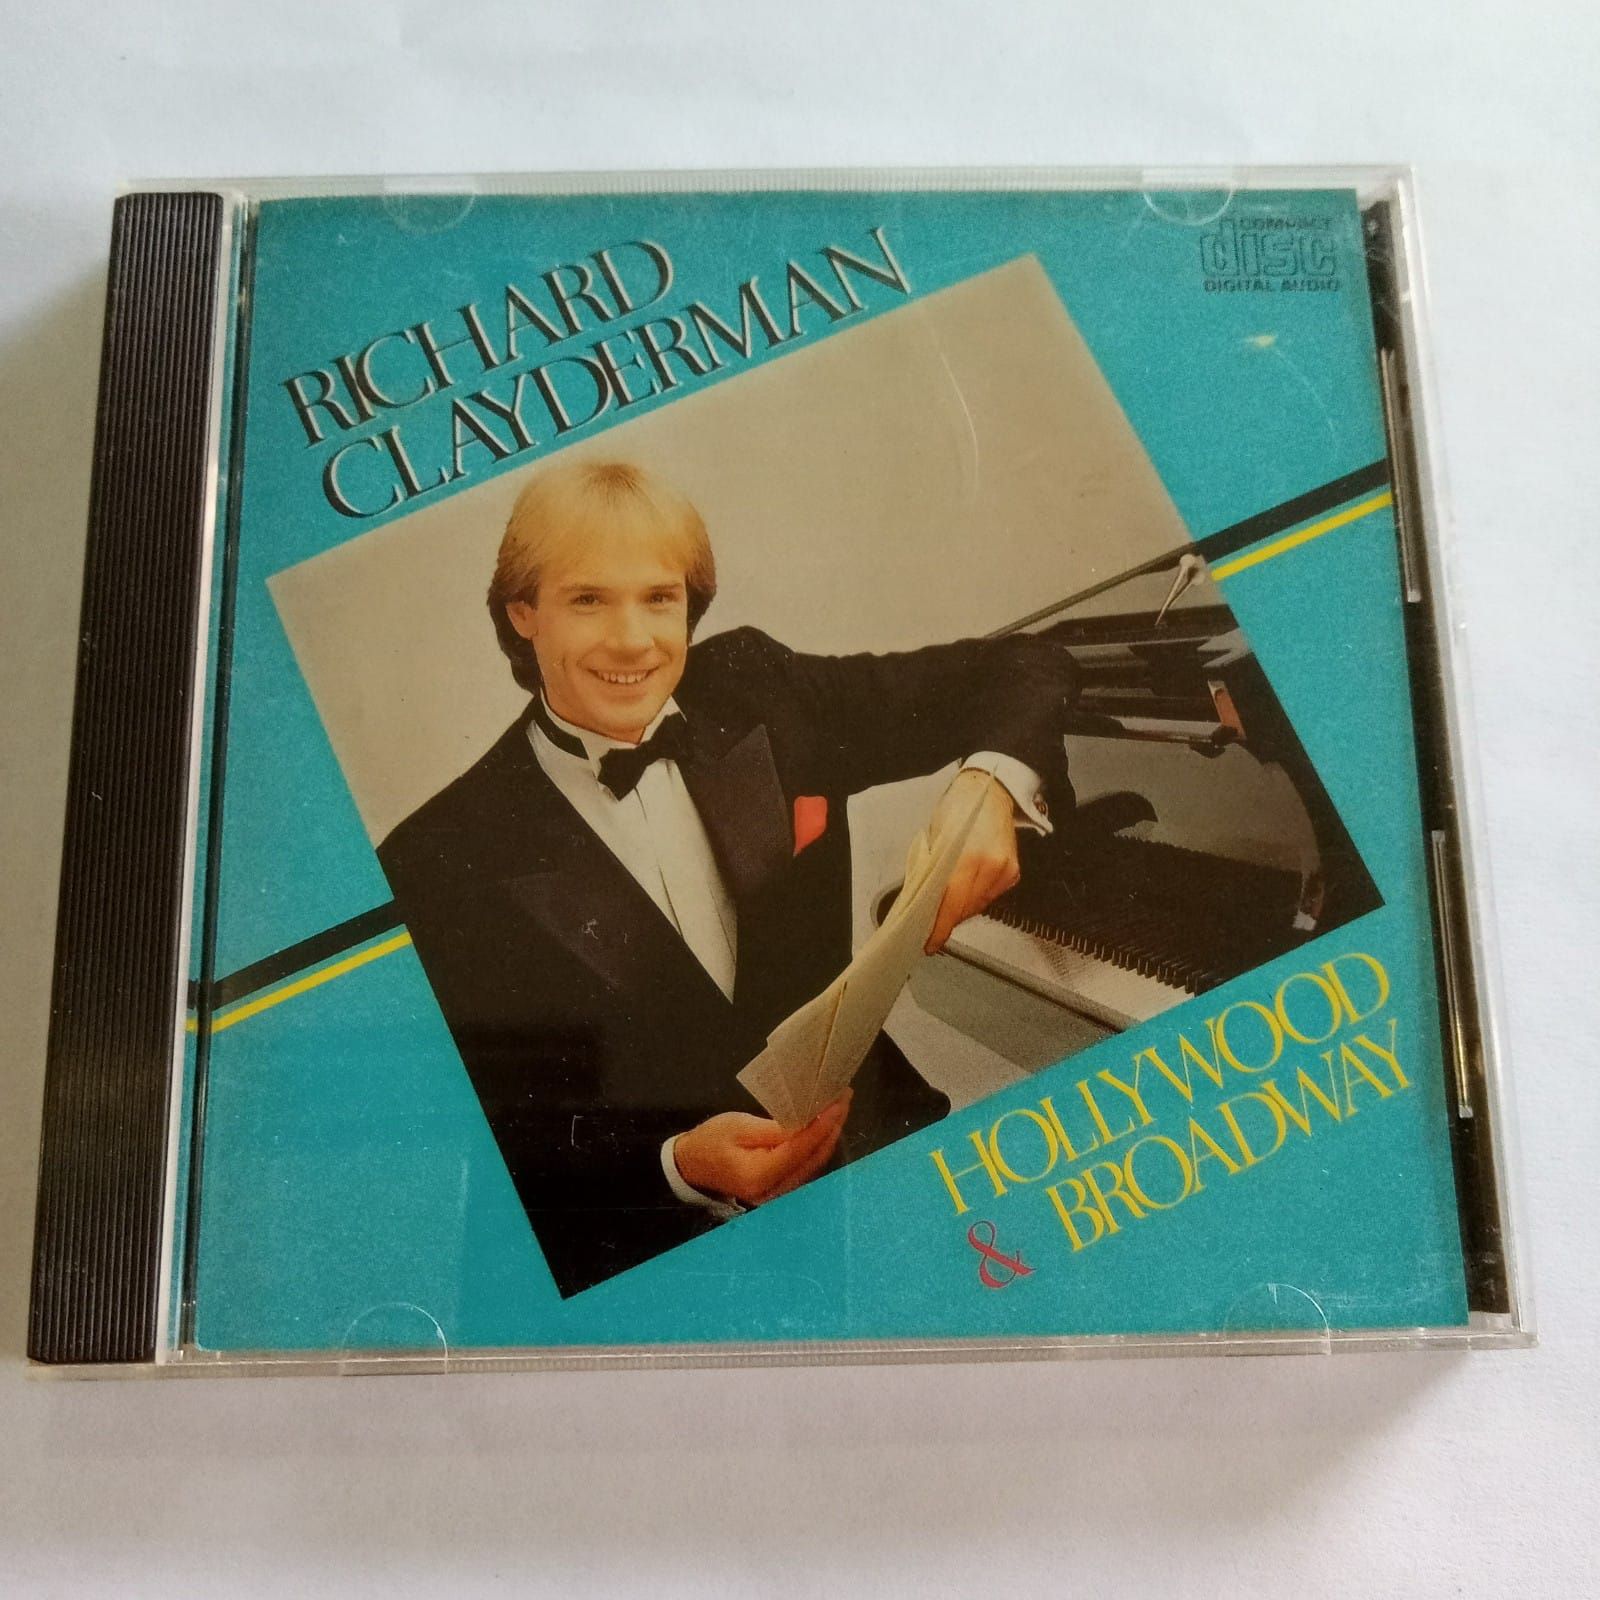 COMPACT
disc
DIGITAL AUDIO
RICHARD
CLAYDERMAN
HOLLYWOOD
& BROADWAY